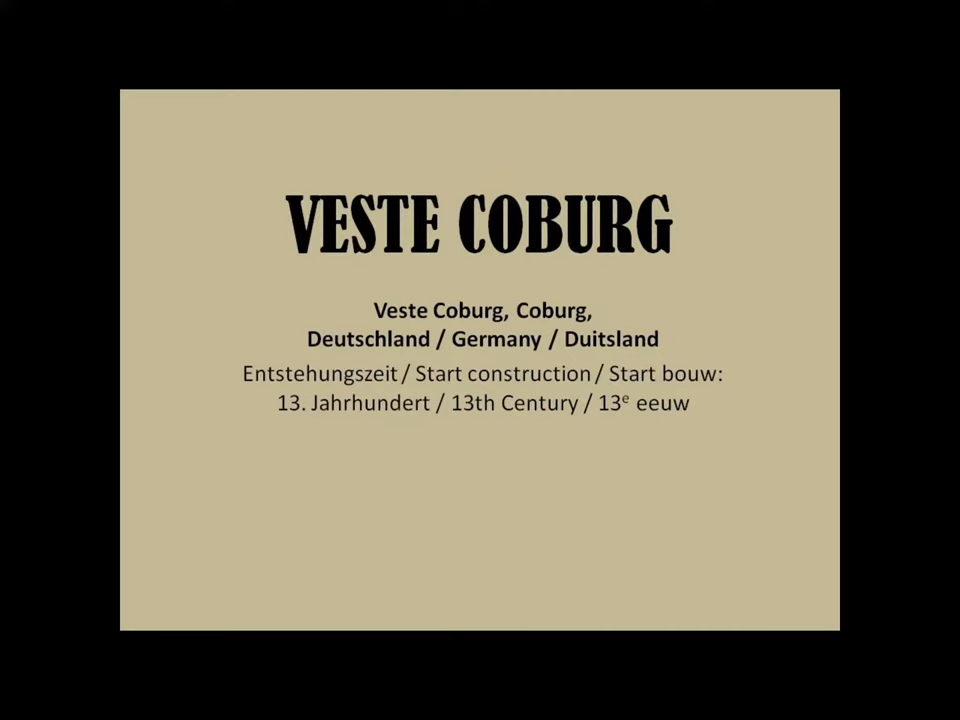 VESTE COBURG
Veste Coburg, Coburg,
Deutschland / Germany / Duitsland
Entstehungszeit / Start construction / Start bouw:
13. Jahrhundert / 13th Century / 13ᵉ eeuw